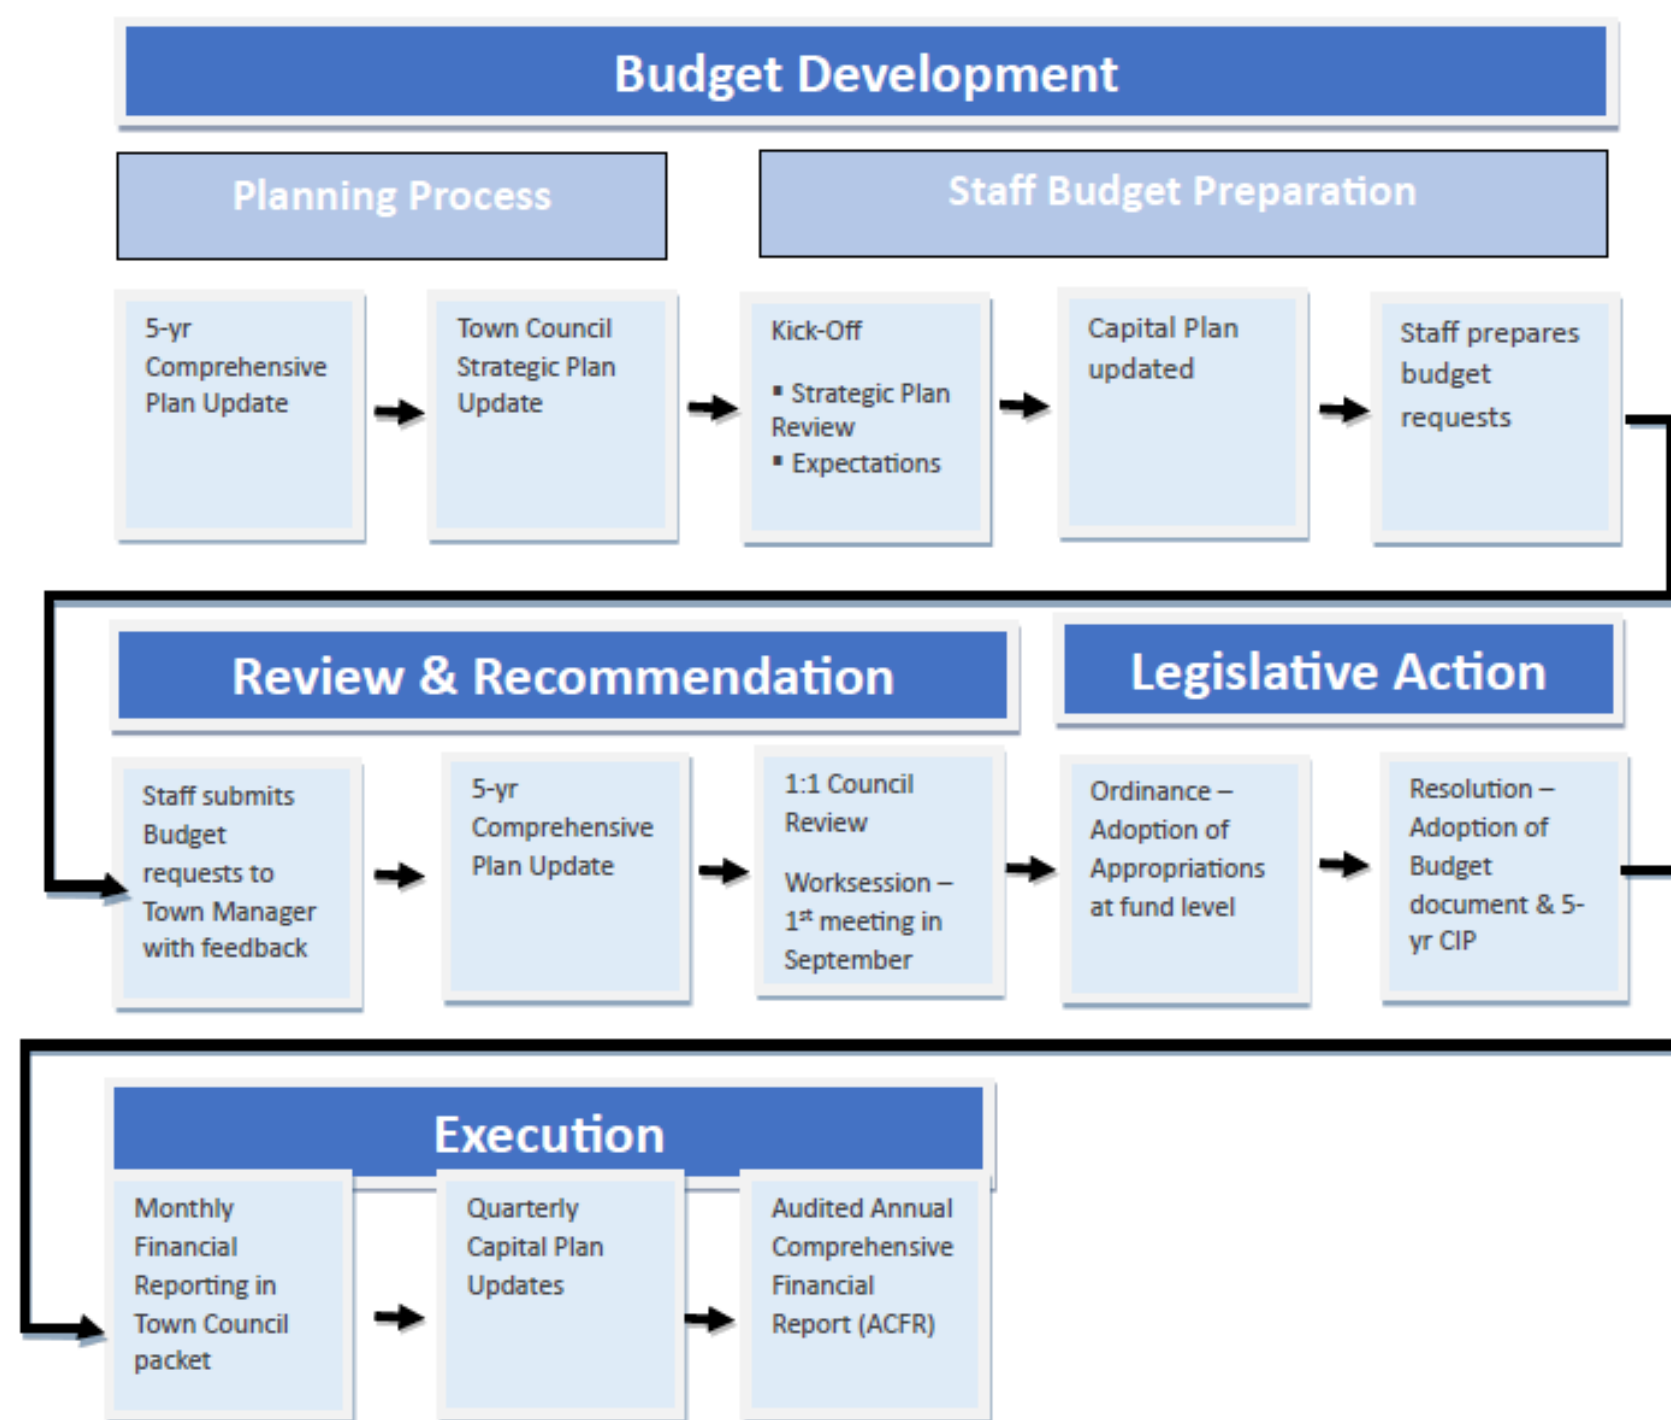 Budget Development
Planning Process
Staff Budget Preparation
5-yr
Comprehensive
Plan Update
Town Council
Strategic Plan
Update
Kick-Off
▪ Strategic Plan
Review
▪ Expectations
Capital Plan
updated
Staff prepares
budget
requests
Review & Recommendation
Legislative Action
Staff submits
Budget
requests to
Town Manager
with feedback
5-yr
Comprehensive
Plan Update
1:1 Council
Review
Worksession –
1st meeting in
September
Ordinance –
Adoption of
Appropriations
at fund level
Resolution –
Adoption of
Budget
document & 5-
yr CIP
Execution
Monthly
Financial
Reporting in
Town Council
packet
Quarterly
Capital Plan
Updates
Audited Annual
Comprehensive
Financial
Report (ACFR)